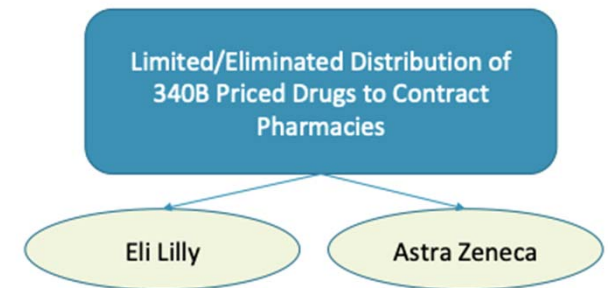 Limited/Eliminated Distribution of
340B Priced Drugs to Contract
Pharmacies
Eli Lilly
Astra Zeneca